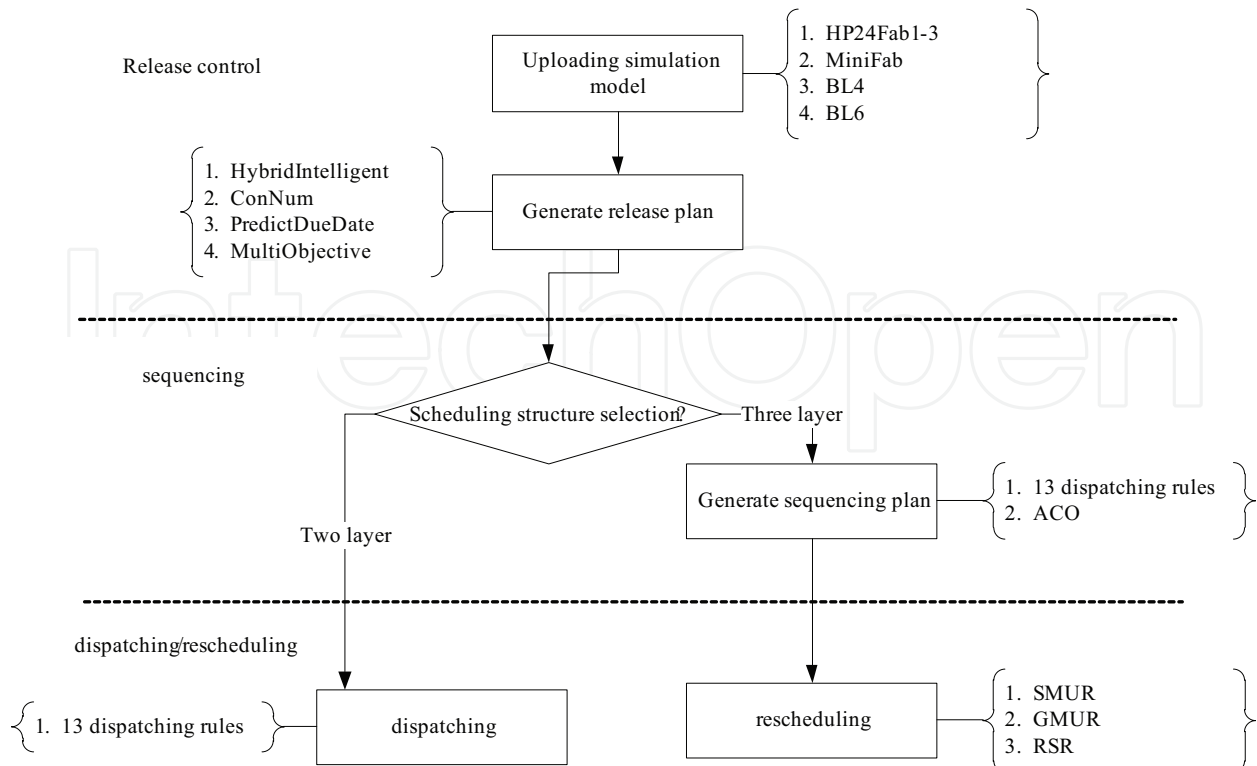 Release control
Uploading simulation
model
1. HP24Fab1-3
2. MiniFab
3. BL4
4. BL6
1. HybridIntelligent
2. ConNum
3. PredictDueDate
4. MultiObjective
Generate release plan
IntechOpen
sequencing
Scheduling structure selection?
Three layer
Generate sequencing plan
1. 13 dispatching rules
2. ACO
Two layer
dispatching/rescheduling
1. 13 dispatching rules
dispatching
rescheduling
1. SMUR
2. GMUR
3. RSR